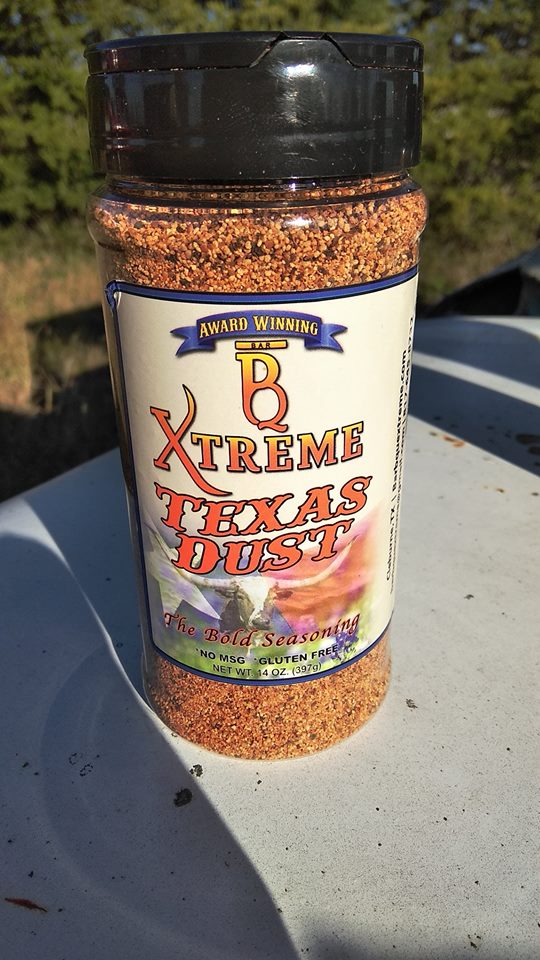 AWARD WINNING
BAR
BQ
XTREME
TEXAS
DUST
The Bold Seasoning
*NO MSG *GLUTEN FREE
NET WT. 14 OZ. (397g)